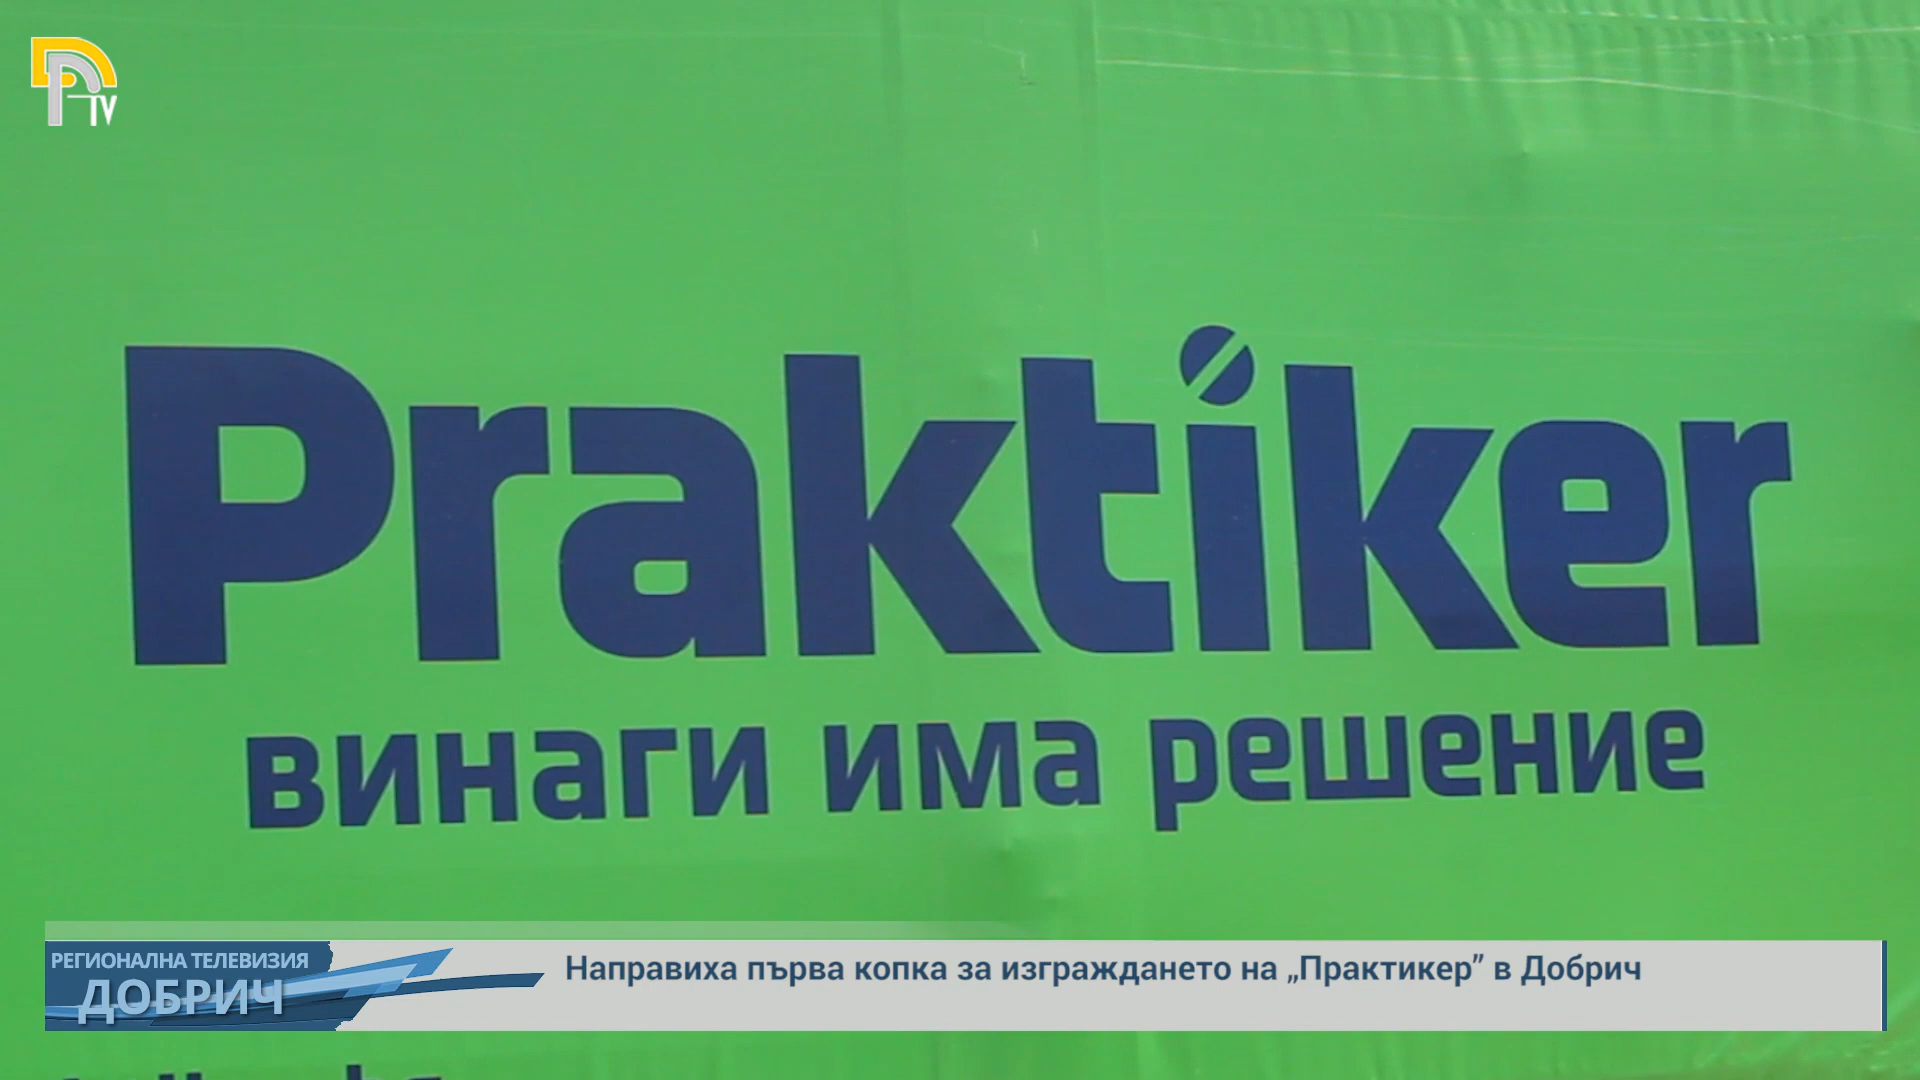 TV
Praktiker
винаги има решение
РЕГИОНАЛНА ТЕЛЕВИЗИЯ
ДОБРИЧ
Направиха първа копка за изграждането на „Практикер” в Добрич